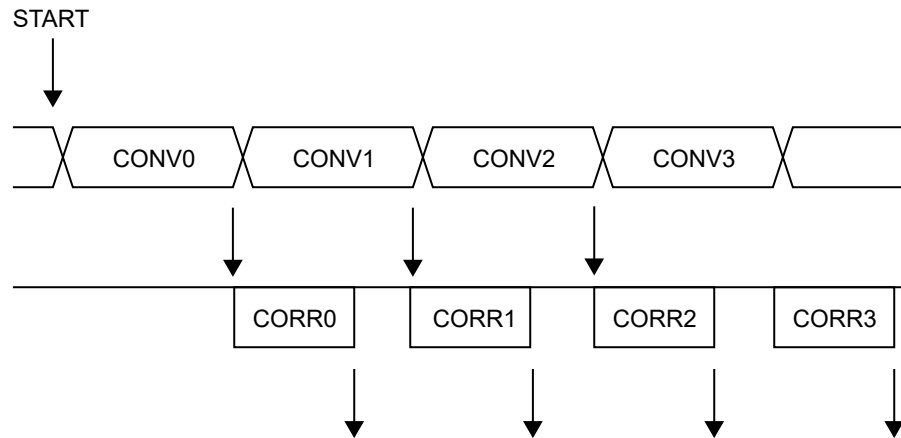 START
CONV0 CONV1 CONV2 CONV3
CORR0 CORR1 CORR2 CORR3